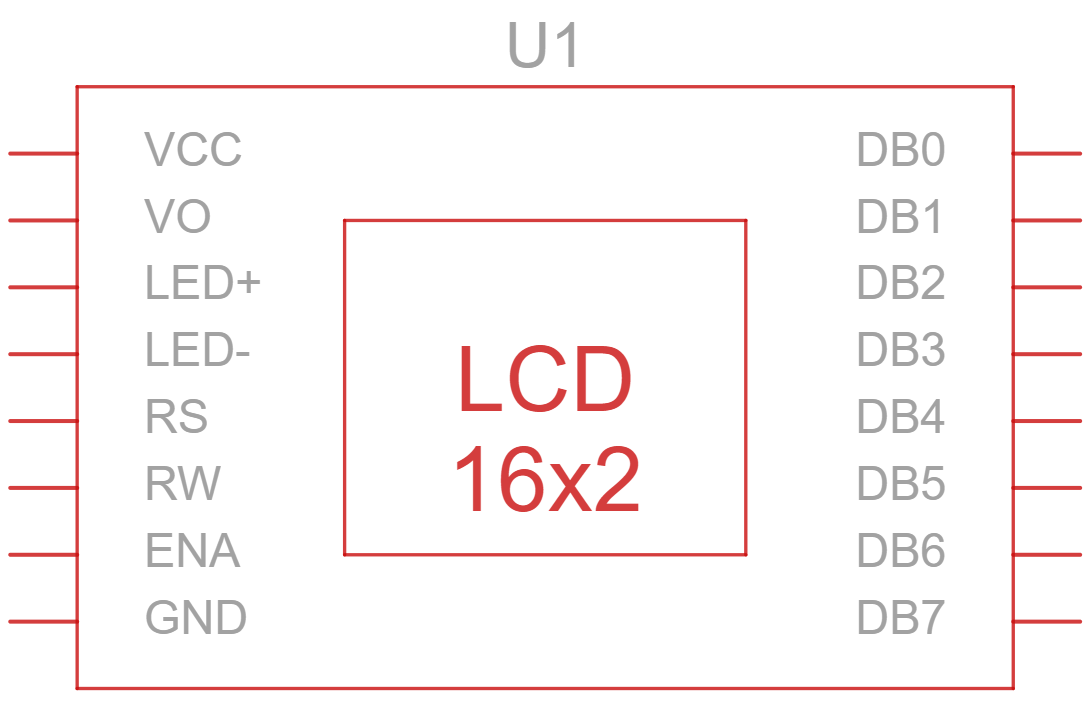 U1
VCC DB0
VO DB1
LED+ DB2
LED- DB3
RS DB4
RW DB5
ENA DB6
GND DB7
LCD
16x2